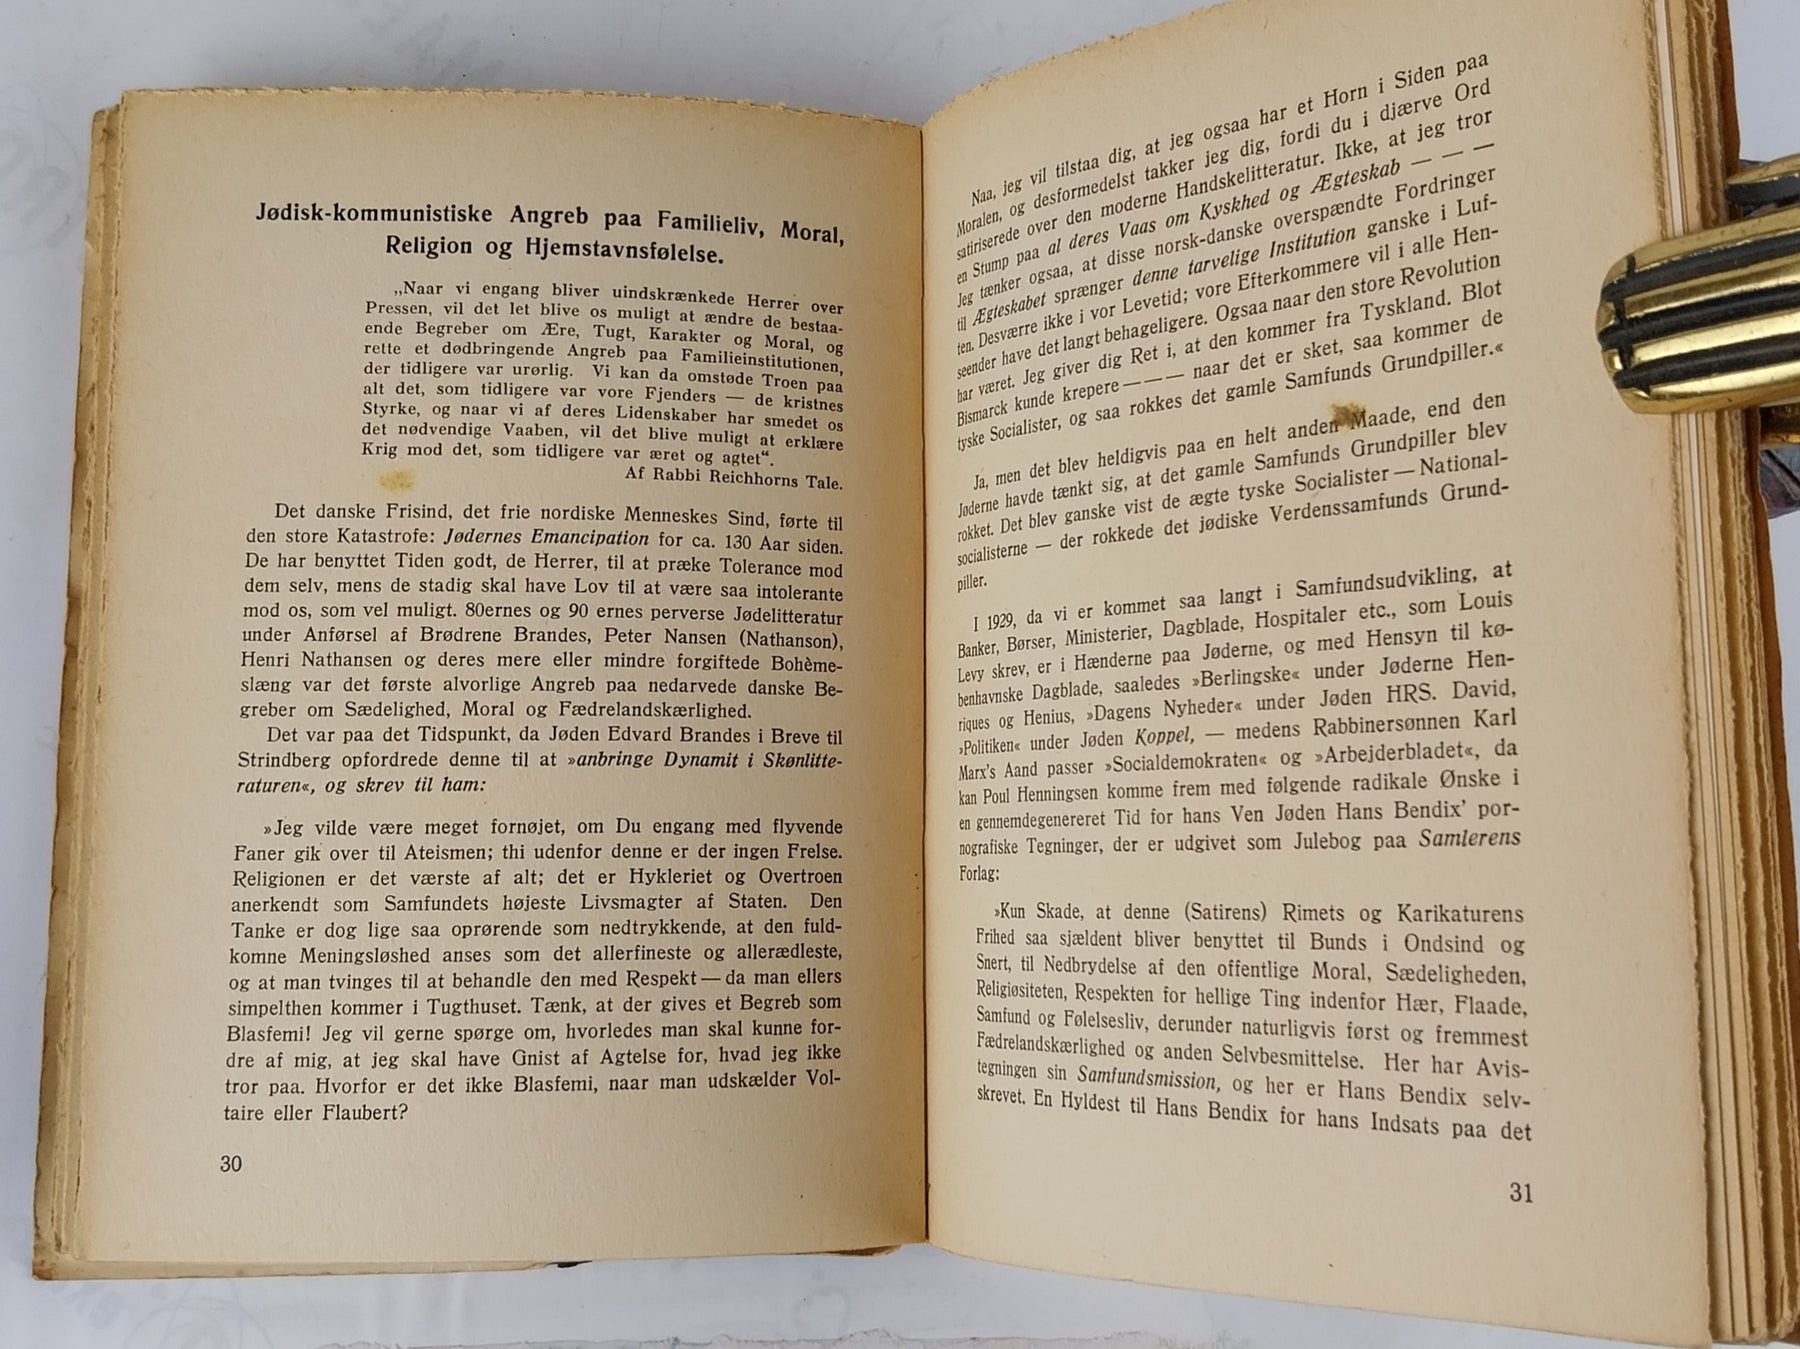 Jødisk-kommunistiske Angreb paa Familieliv, Moral,
Religion og Hjemstavnsfølelse.
„Naar vi engang bliver uindskrænkede Herrer over
Pressen, vil det let blive os muligt at ændre de bestaa-
ende Begreber om Ære, Tugt, Karakter og Moral, og
rette et dødbringende Angreb paa Familieinstitutionen,
der tidligere var urørlig. Vi kan da omstøde Troen paa
alt det, som tidligere var vore Fjenders — de kristnes
Styrke, og naar vi af deres Lidenskaber har smedet os
det nødvendige Vaaben, vil det blive muligt at erklære
Krig mod det, som tidligere var æret og agtet“.
Af Rabbi Reichhorns Tale.
Det danske Frisind, det frie nordiske Menneskes Sind, førte til
den store Katastrofe: Jødernes Emancipation for ca. 130 Aar siden.
De har benyttet Tiden godt, de Herrer, til at præke Tolerance mod
dem selv, mens de stadig skal have Lov til at være saa intolerante
mod os, som vel muligt. 80ernes og 90 ernes perverse Jødelitteratur
under Anførsel af Brødrene Brandes, Peter Nansen (Nathanson),
Henri Nathansen og deres mere eller mindre forgiftede Bohème-
slæng var det første alvorlige Angreb paa nedarvede danske Be-
greber om Sædelighed, Moral og Fædrelandskærlighed.
Det var paa det Tidspunkt, da Jøden Edvard Brandes i Breve til
Strindberg opfordrede denne til at »anbringe Dynamit i Skønlitte-
raturen«, og skrev til ham:
»Jeg vilde være meget fornøjet, om Du engang med flyvende
Faner gik over til Ateismen; thi udenfor denne er der ingen Frelse.
Religionen er det værste af alt; det er Hykleriet og Overtroen
anerkendt som Samfundets højeste Livsmagter af Staten. Den
Tanke er dog lige saa oprørende som nedtrykkende, at den fuld-
komne Meningsløshed anses som det allerfineste og allerædleste,
og at man tvinges til at behandle den med Respekt — da man ellers
simpelthen kommer i Tugthuset. Tænk, at der gives et Begreb som
Blasfemi! Jeg vil gerne spørge om, hvorledes man skal kunne for-
dre af mig, at jeg skal have Gnist af Agtelse for, hvad jeg ikke
tror paa. Hvorfor er det ikke Blasfemi, naar man udskælder Vol-
taire eller Flaubert?
30
Naa, jeg vil tilstaa dig, at jeg ogsaa har et Horn i Siden paa
Moralen, og desformedelst takker jeg dig, fordi du i djærve Ord
satiriserede over den moderne Handskelitteratur. Ikke, at jeg tror
en Stump paa al deres Vaas om Kyskhed og Ægteskab — — —
Jeg tænker ogsaa, at disse norsk-danske overspændte Fordringer
til Ægteskabet sprænger denne tarvelige Institution ganske i Luf-
ten. Desværre ikke i vor Levetid; vore Efterkommere vil i alle Hen-
seender have det langt behageligere. Ogsaa naar den store Revolution
har været. Jeg giver dig Ret i, at den kommer fra Tyskland. Blot
Bismarck kunde krepere — — — naar det er sket, saa kommer de
tyske Socialister, og saa rokkes det gamle Samfunds Grundpiller.«
Ja, men det blev heldigvis paa en helt anden Maade, end den
Jøderne havde tænkt sig, at det gamle Samfunds Grundpiller blev
rokket. Det blev ganske vist de ægte tyske Socialister — National-
socialisterne — der rokkede det jødiske Verdenssamfunds Grund-
piller.
I 1929, da vi er kommet saa langt i Samfundsudvikling, at
Banker, Børser, Ministerier, Dagblade, Hospitaler etc., som Louis
Levy skrev, er i Hænderne paa Jøderne, og med Hensyn til kø-
benhavnske Dagblade, saaledes »Berlingske« under Jøderne Hen-
riques og Henius, »Dagens Nyheder« under Jøden HRS. David,
»Politiken« under Jøden Koppel, — medens Rabbinersønnen Karl
Marx's Aand passer »Socialdemokraten« og »Arbejderbladet«, da
kan Poul Henningsen komme frem med følgende radikale Ønske i
en gennemdegenereret Tid for hans Ven Jøden Hans Bendix' por-
nografiske Tegninger, der er udgivet som Julebog paa Samlerens
Forlag:
»Kun Skade, at denne (Satirens) Rimets og Karikaturens
Frihed saa sjældent bliver benyttet til Bunds i Ondsind og
Snert, til Nedbrydelse af den offentlige Moral, Sædeligheden,
Religiøsiteten, Respekten for hellige Ting indenfor Hær, Flaade,
Samfund og Følelsesliv, derunder naturligvis først og fremmest
Fædrelandskærlighed og anden Selvbesmittelse. Her har Avis-
tegningen sin Samfundsmission, og her er Hans Bendix selv-
skrevet. En Hyldest til Hans Bendix for hans Indsats paa det
31